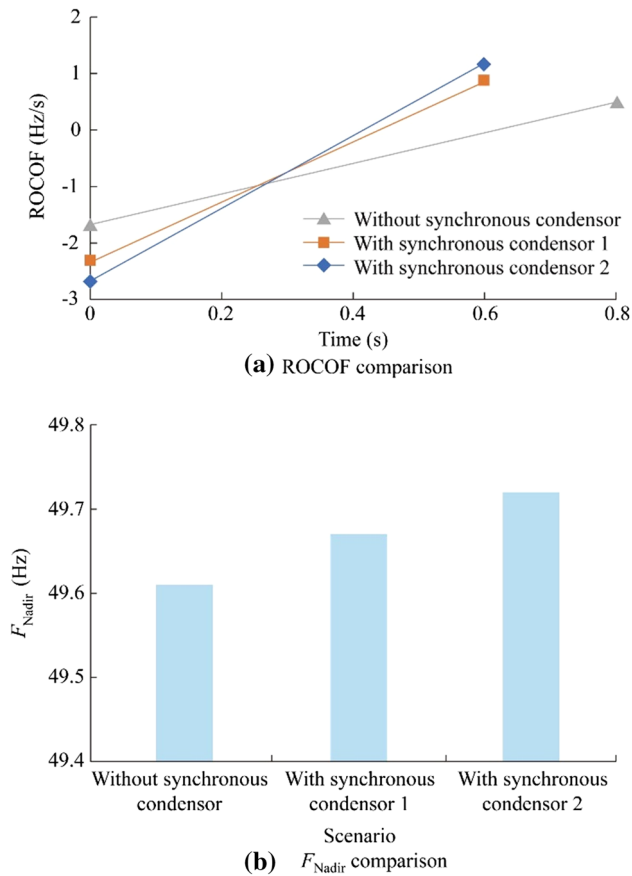 2
1
0
-1
-2
-3
ROCOF (Hz/s)
Without synchronous condensor
With synchronous condensor 1
With synchronous condensor 2
0
0.2
0.4
0.6
0.8
Time (s)
(a) ROCOF comparison
49.8
49.7
49.6
49.5
49.4
F_Nadir (Hz)
Without synchronous
condensor
With synchronous
condensor 1
With synchronous
condensor 2
Scenario
(b) F_Nadir comparison